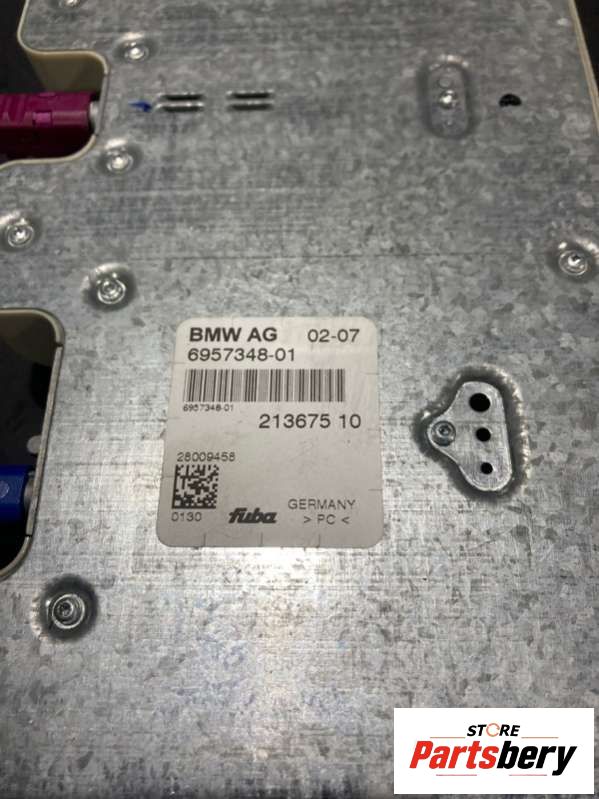 BMW AG 02-07
6957348-01
6957348-01
213675 10
28009458
0130 fuba GERMANY
> PC <
STORE
Partsbery